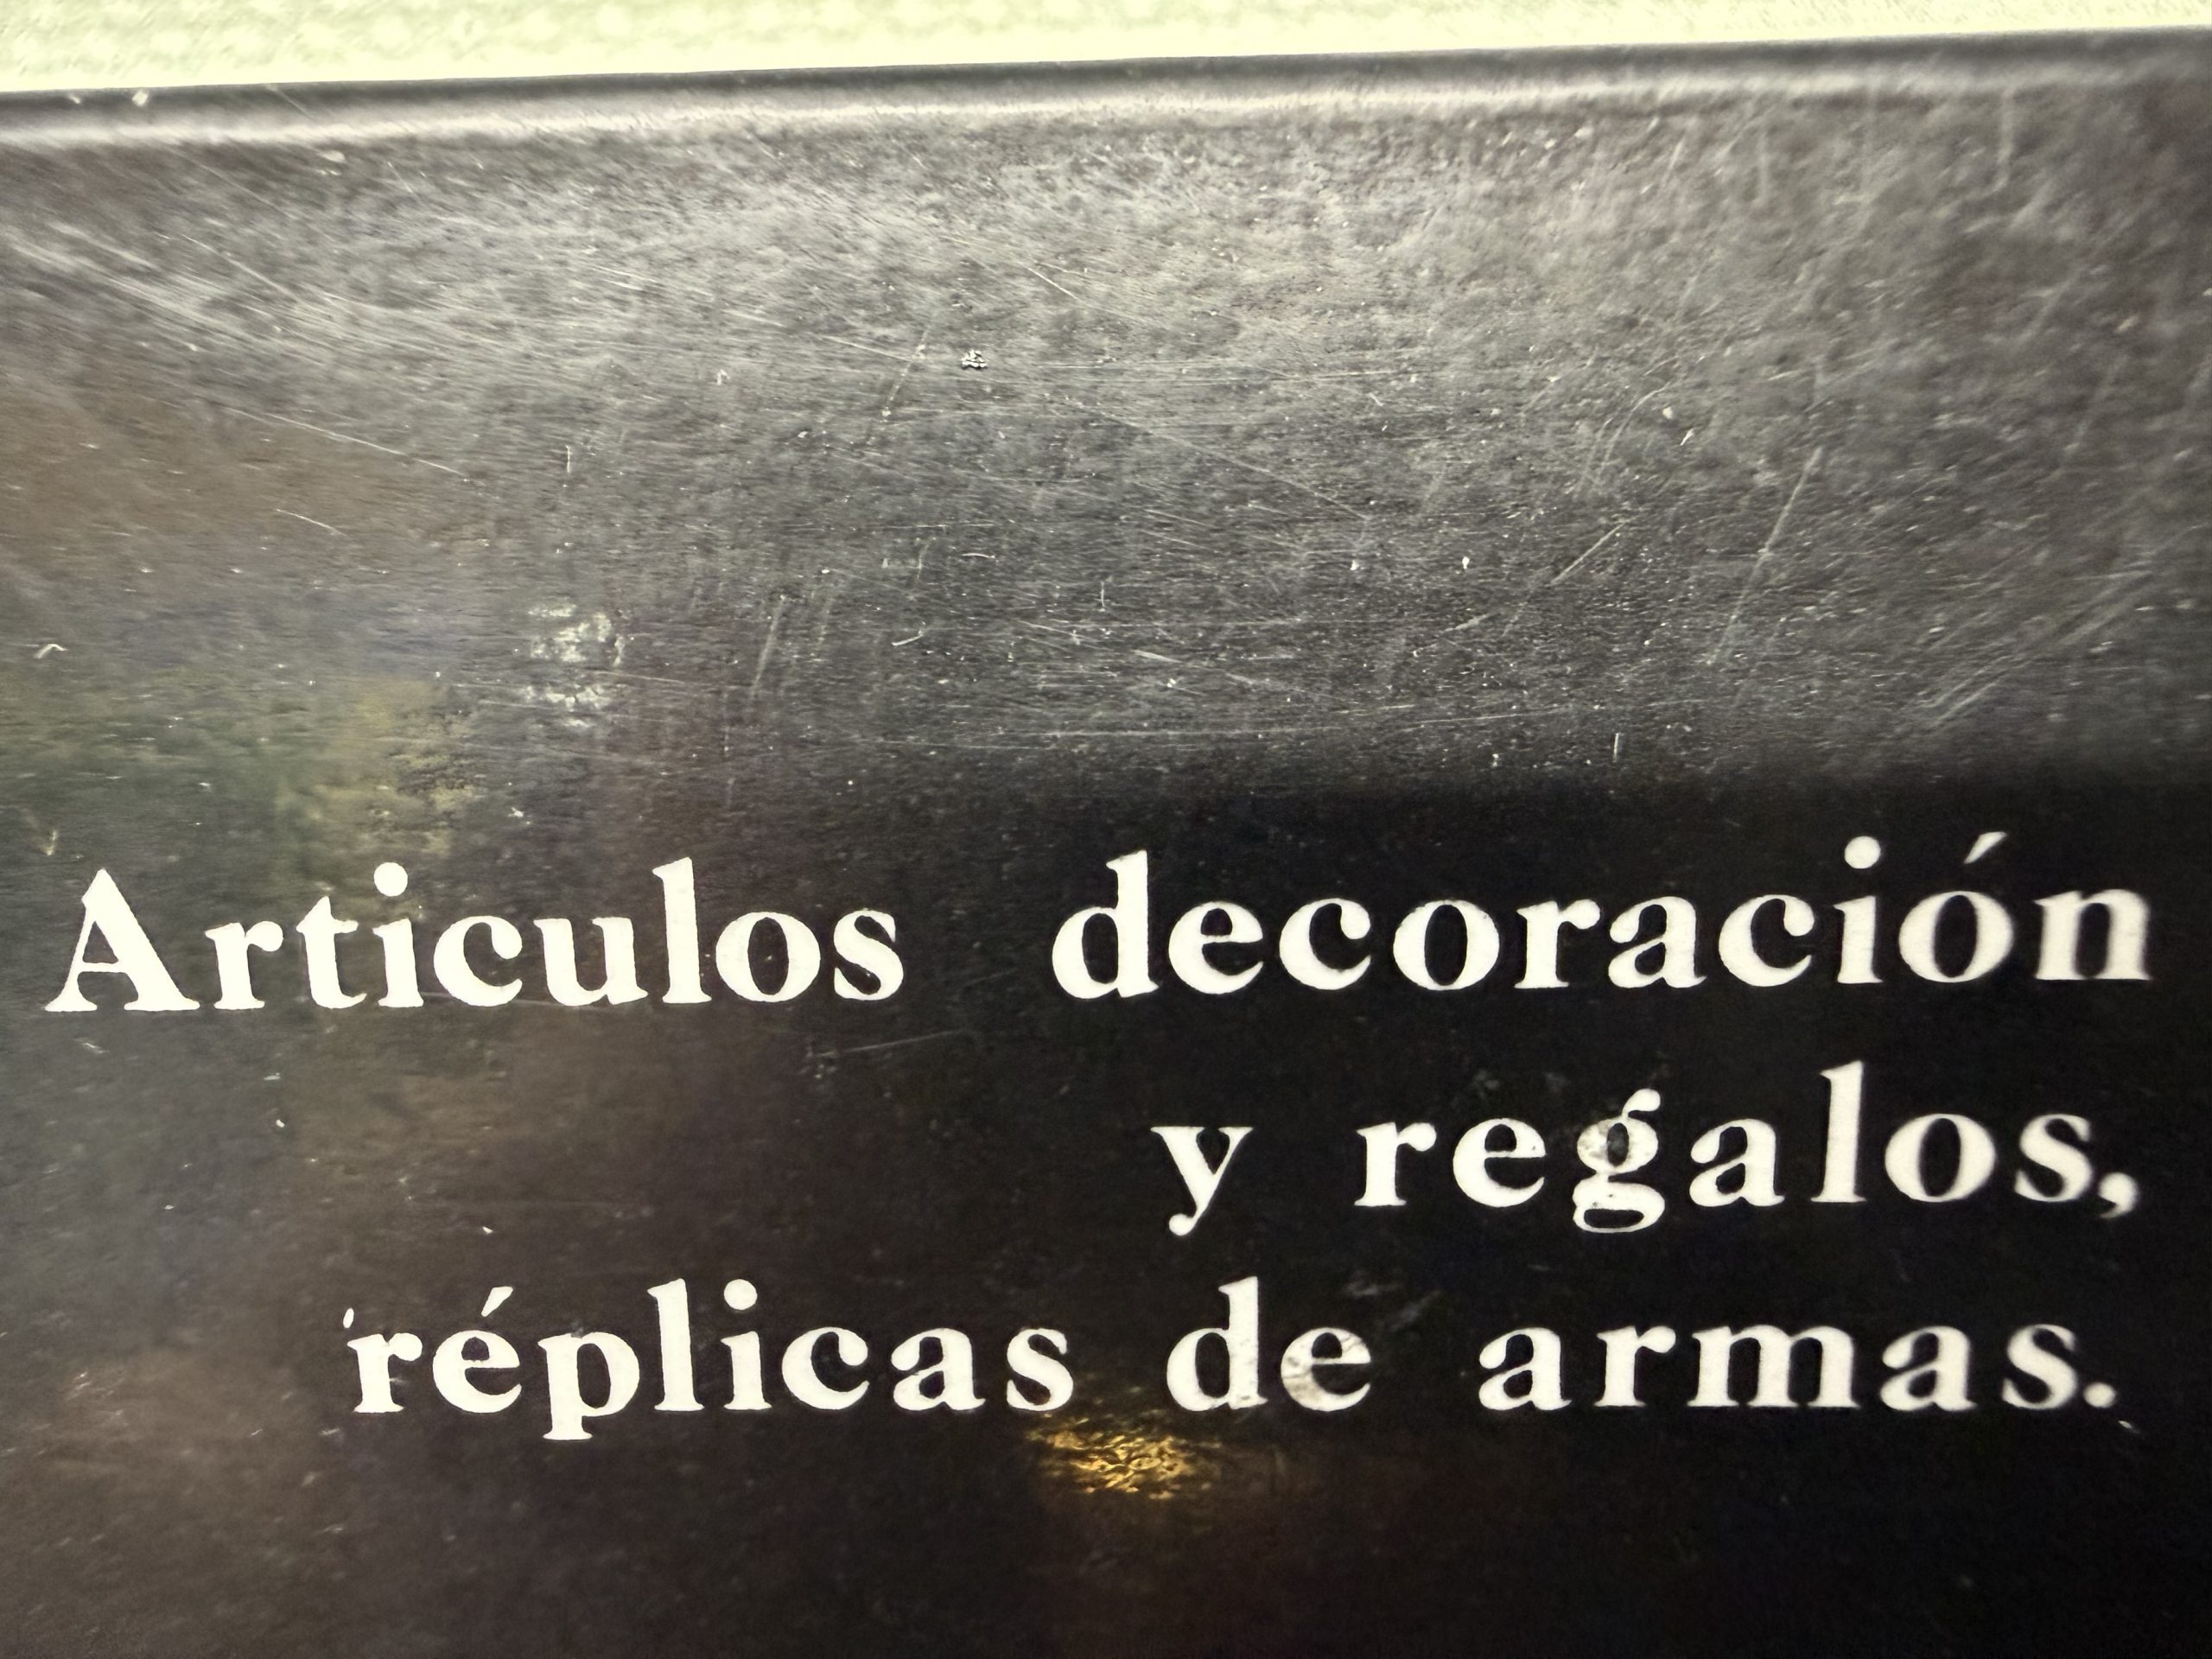 Articulos decoración
y regalos,
réplicas de armas.